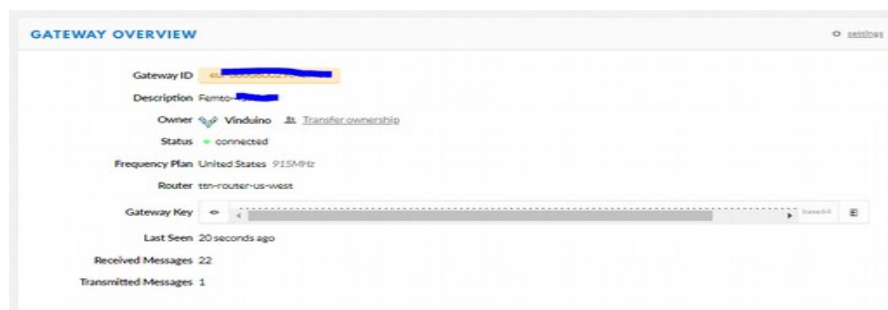 GATEWAY OVERVIEW
settings
Gateway ID
Description Femto-
Owner Vinduino Transfer ownership
Status connected
Frequency Plan United States 915MHz
Router ttn-router-us-west
Gateway Key base64
Last Seen 20 seconds ago
Received Messages 22
Transmitted Messages 1